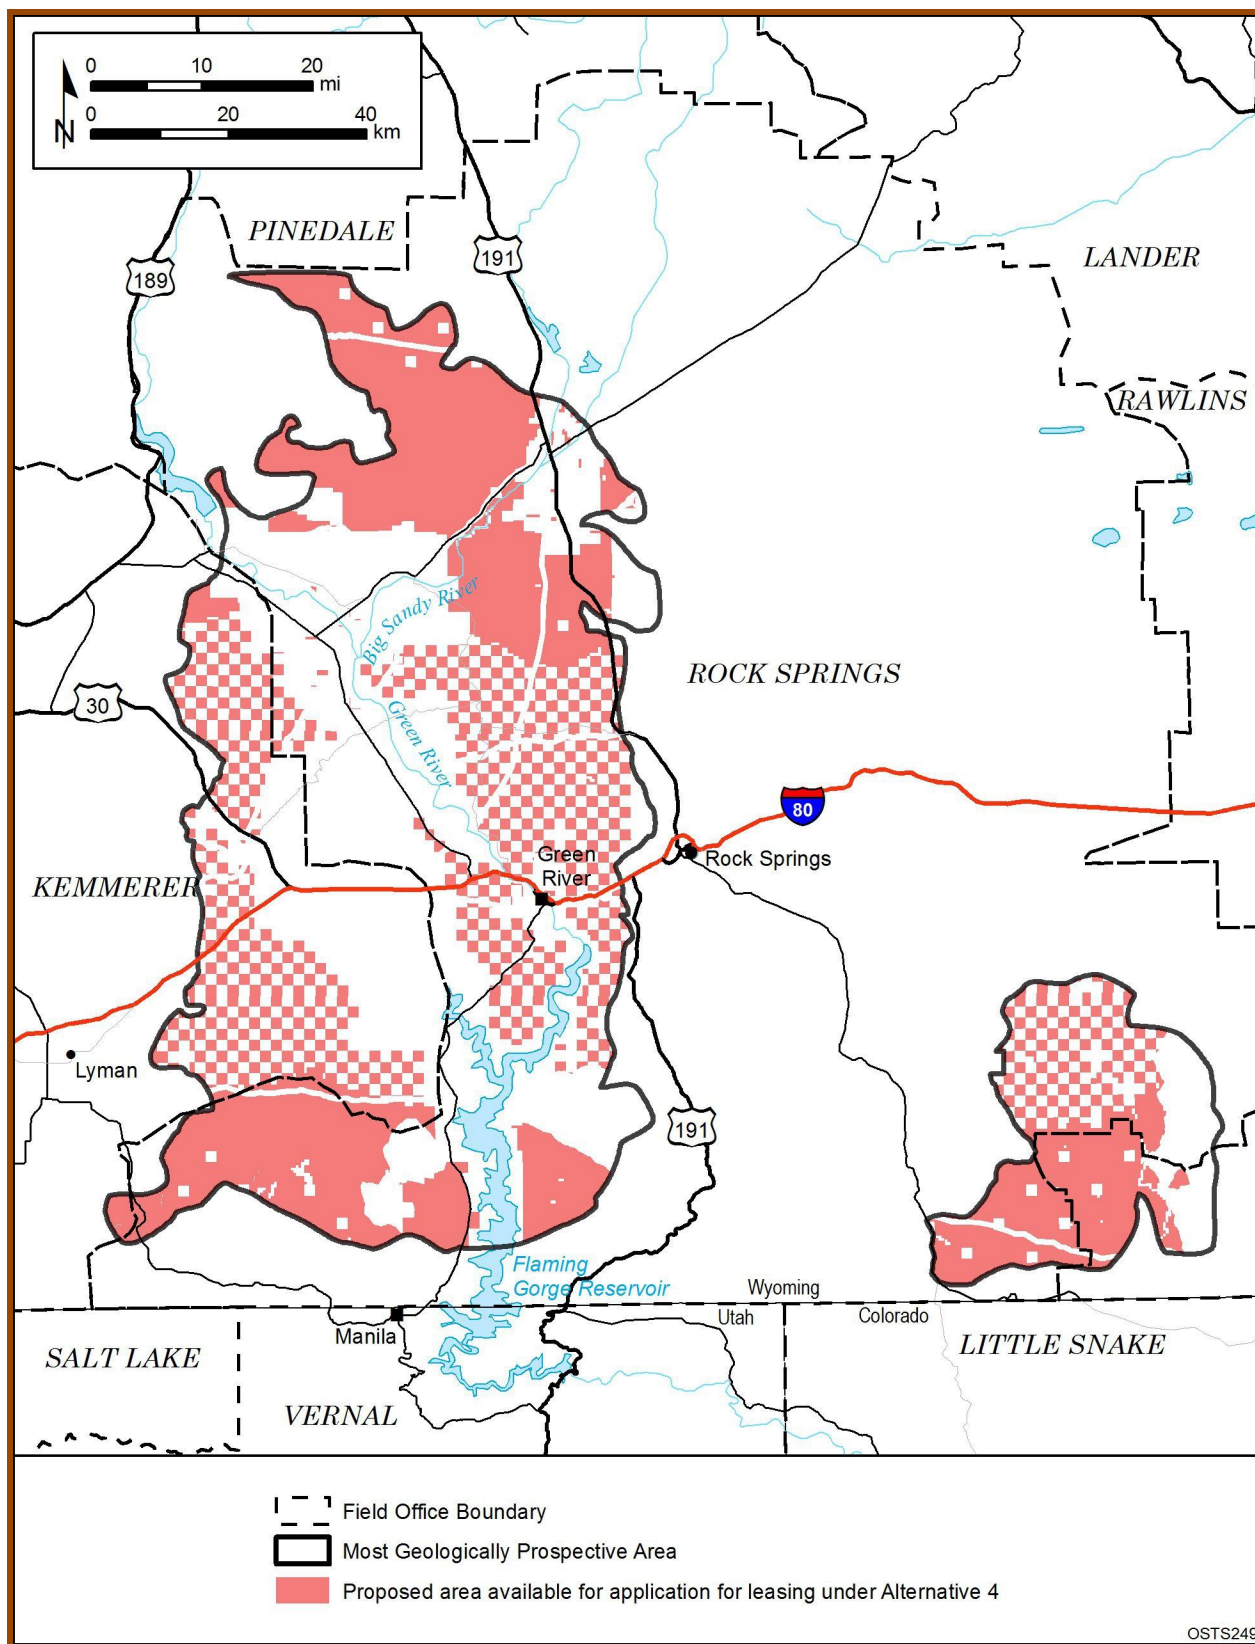 0 10 20
mi
0 20 40
km
N
PINEDALE
191
189
LANDER
RAWLINS
Big Sandy River
ROCK SPRINGS
30
Green River
80
Green
River
Rock Springs
KEMMERER
Lyman
191
Flaming
Gorge Reservoir
Wyoming
Utah
Colorado
Manila
SALT LAKE
LITTLE SNAKE
VERNAL
Field Office Boundary
Most Geologically Prospective Area
Proposed area available for application for leasing under Alternative 4
OSTS249